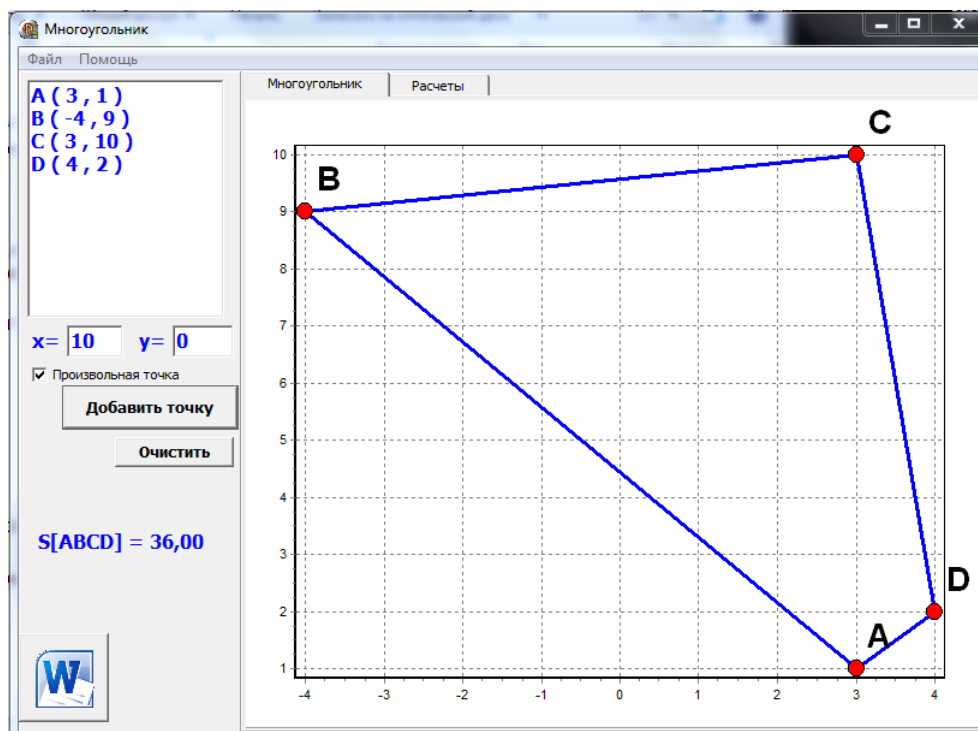 Многоугольник
Файл Помощь
A ( 3 , 1 )
B ( -4 , 9 )
C ( 3 , 10 )
D ( 4 , 2 )
x= 10 y= 0
Произвольная точка
Добавить точку
Очистить
S[ABCD] = 36,00
W
Многоугольник Расчеты
C
10
B
9
8
7
6
5
4
3
D
2
A
1
-4 -3 -2 -1 0 1 2 3 4